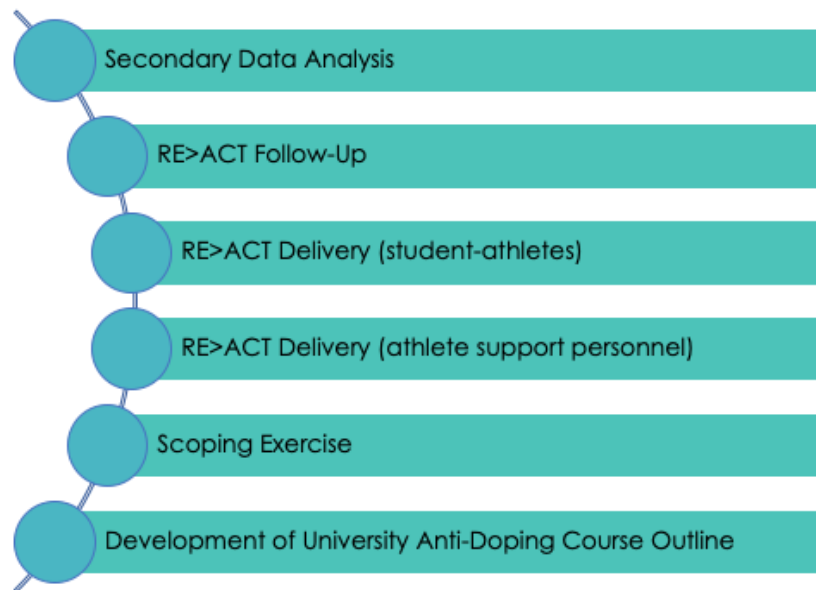 Secondary Data Analysis
RE>ACT Follow-Up
RE>ACT Delivery (student-athletes)
RE>ACT Delivery (athlete support personnel)
Scoping Exercise
Development of University Anti-Doping Course Outline